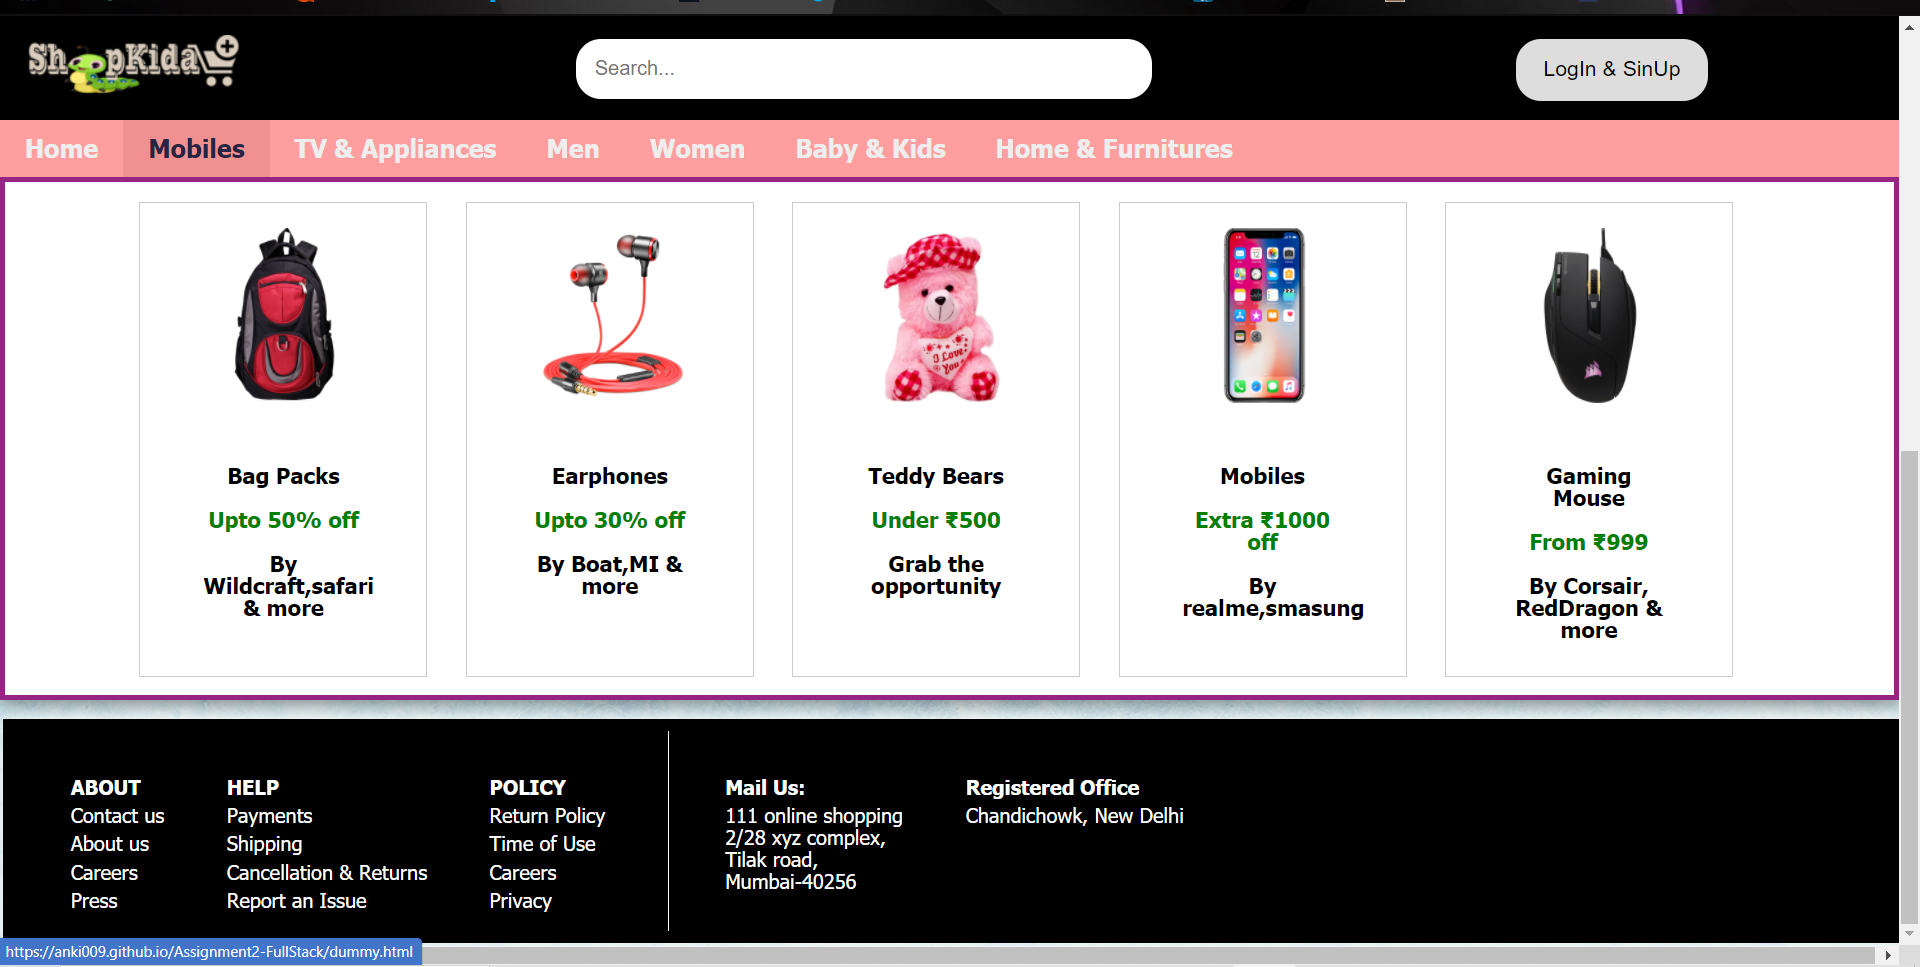 ShopKida
Search...
LogIn & SinUp
Home
Mobiles
TV & Appliances
Men
Women
Baby & Kids
Home & Furnitures
I Love
You
Bag Packs
Upto 50% off
By
Wildcraft,safari
& more
Earphones
Upto 30% off
By Boat,MI &
more
Teddy Bears
Under ₹500
Grab the
opportunity
Mobiles
Extra ₹1000
off
By
realme,smasung
Gaming
Mouse
From ₹999
By Corsair,
RedDragon &
more
ABOUT
Contact us
About us
Careers
Press
HELP
Payments
Shipping
Cancellation & Returns
Report an Issue
POLICY
Return Policy
Time of Use
Careers
Privacy
Mail Us:
111 online shopping
2/28 xyz complex,
Tilak road,
Mumbai-40256
Registered Office
Chandichowk, New Delhi
https://anki009.github.io/Assignment2-FullStack/dummy.html